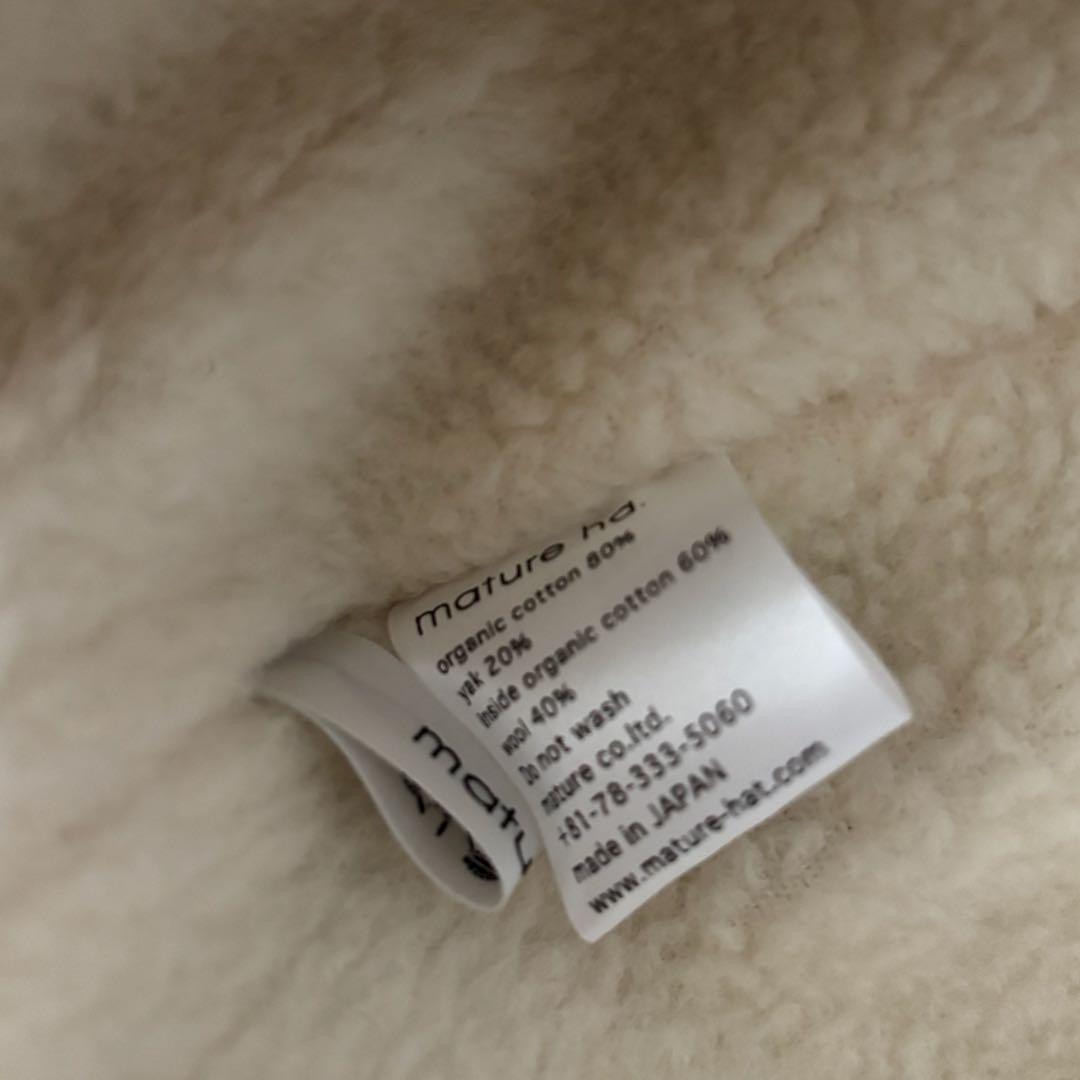 mature ha.
organic cotton 80%
yak 20%
inside organic cotton 60%
wool 40%
Do not wash
mature co.ltd.
+81-78-333-5060
made in JAPAN
www.mature-hat.com
matu